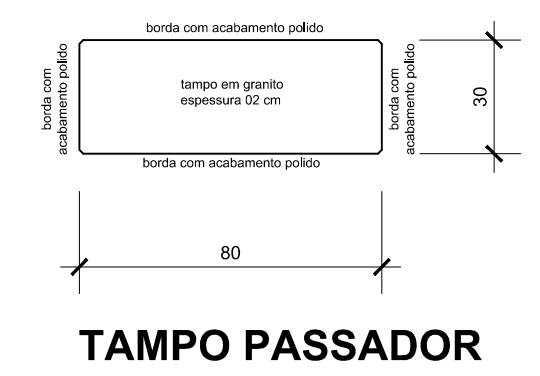 borda com acabamento polido
borda com
acabamento polido
tampo em granito
espessura 02 cm
borda com
acabamento polido
30
borda com acabamento polido
80
TAMPO PASSADOR